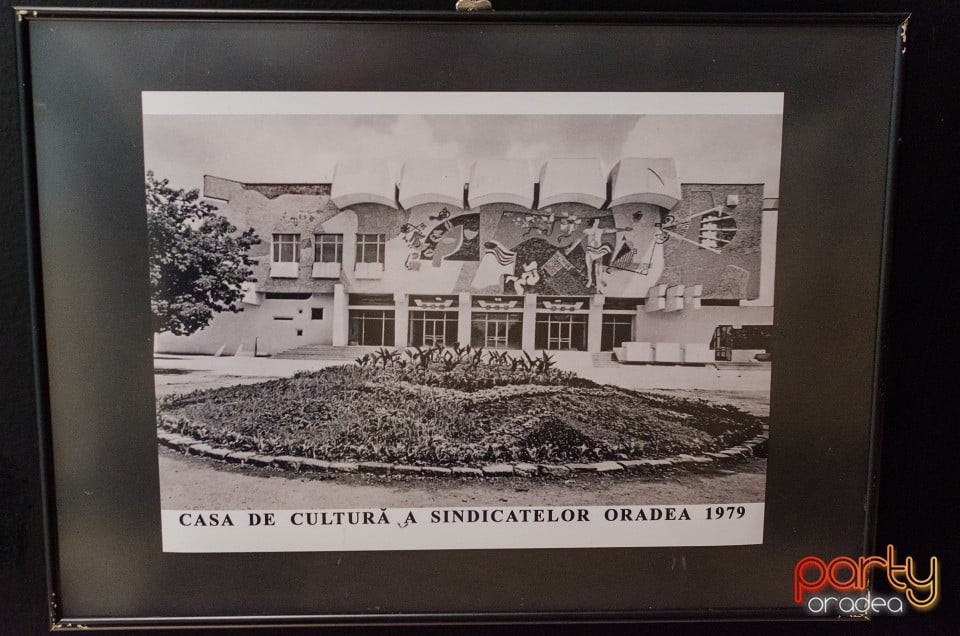 CASA DE CULTURĂ A SINDICATELOR ORADEA 1979
party
oradea